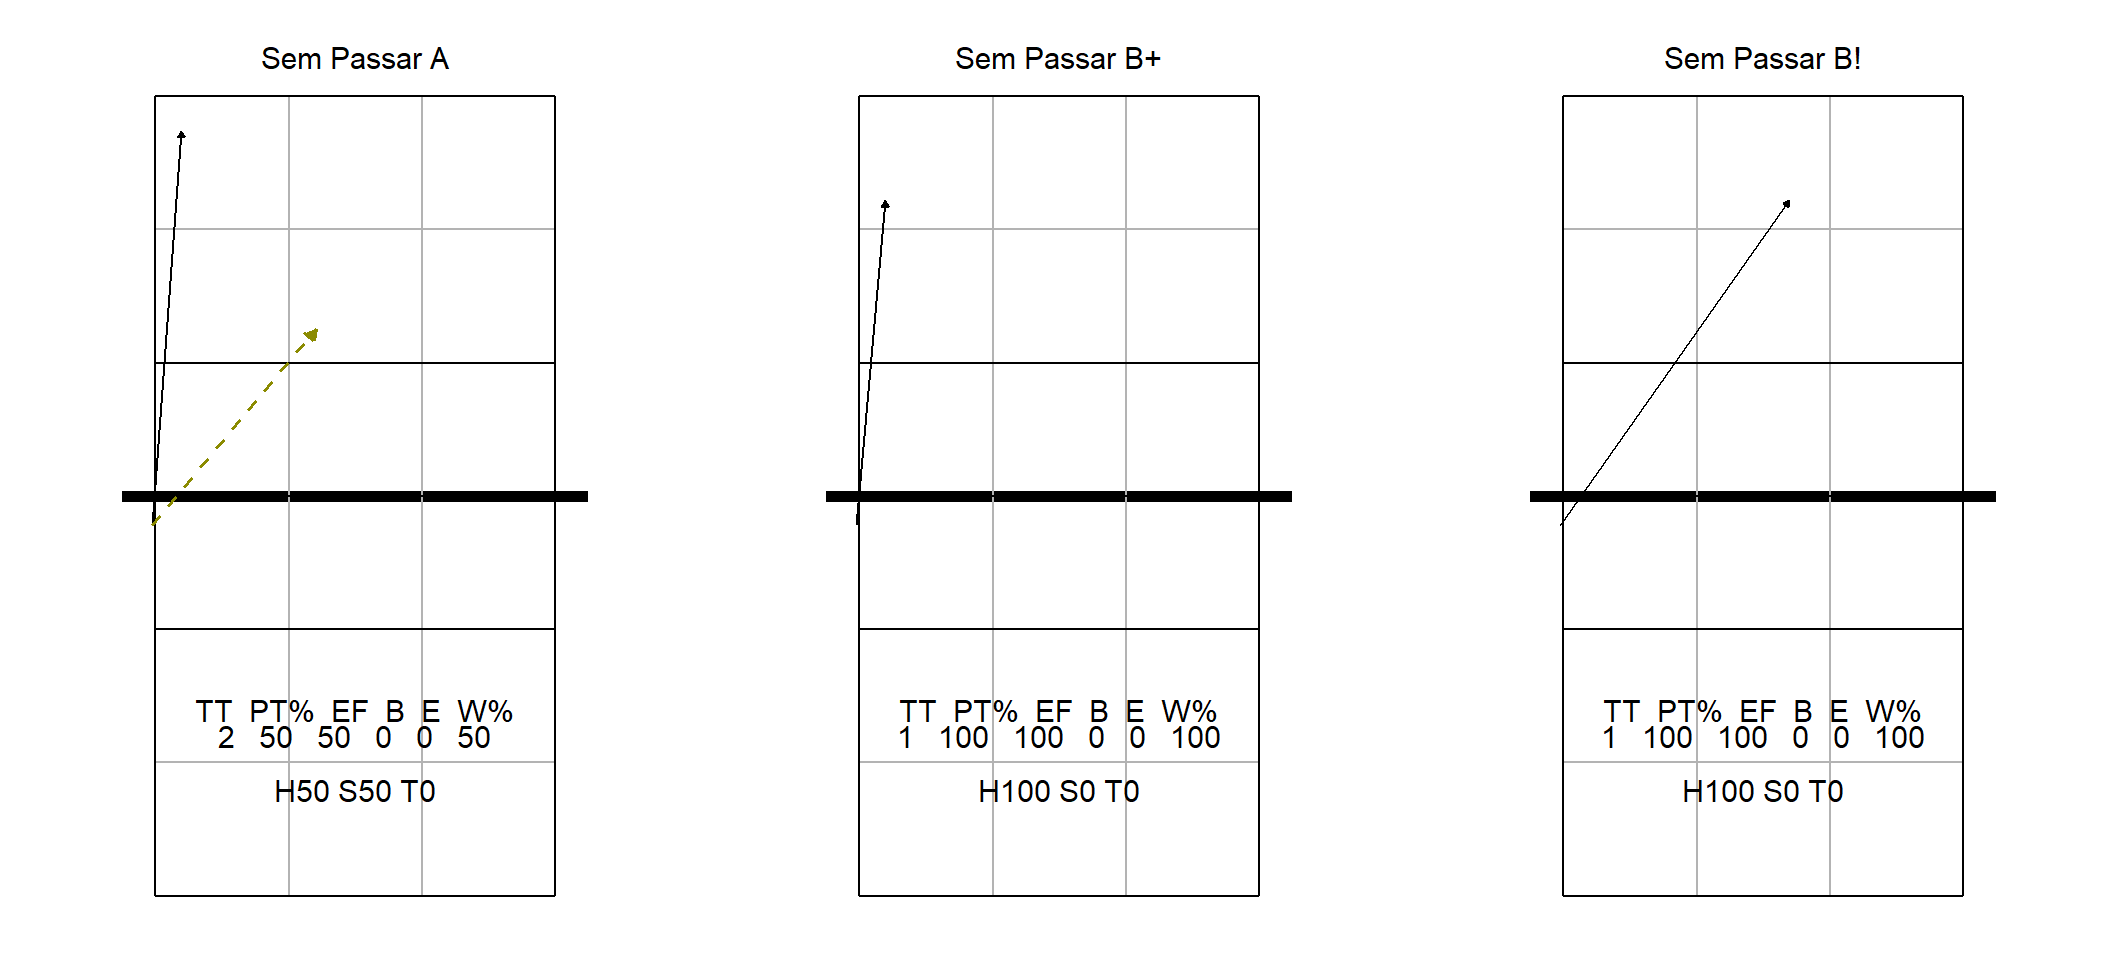 Sem Passar A
TT PT% EF B E W%
2 50 50 0 0 50
H50 S50 T0
Sem Passar B+
TT PT% EF B E W%
1 100 100 0 0 100
H100 S0 T0
Sem Passar B!
TT PT% EF B E W%
1 100 100 0 0 100
H100 S0 T0